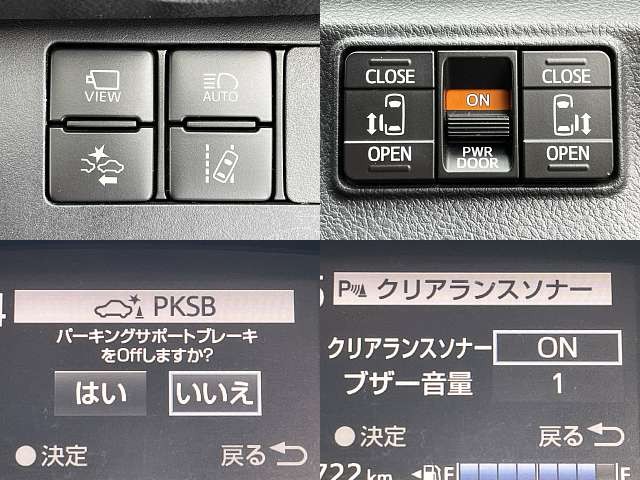 VIEW
AUTO
CLOSE
CLOSE
ON
OPEN
PWR
DOOR
OPEN
PKSB
パーキングサポートブレーキ
をOffしますか?
はい いいえ
決定 戻る
P クリアランスソナー
クリアランスソナー ON
ブザー音量 1
決定 戻る
722 km E F